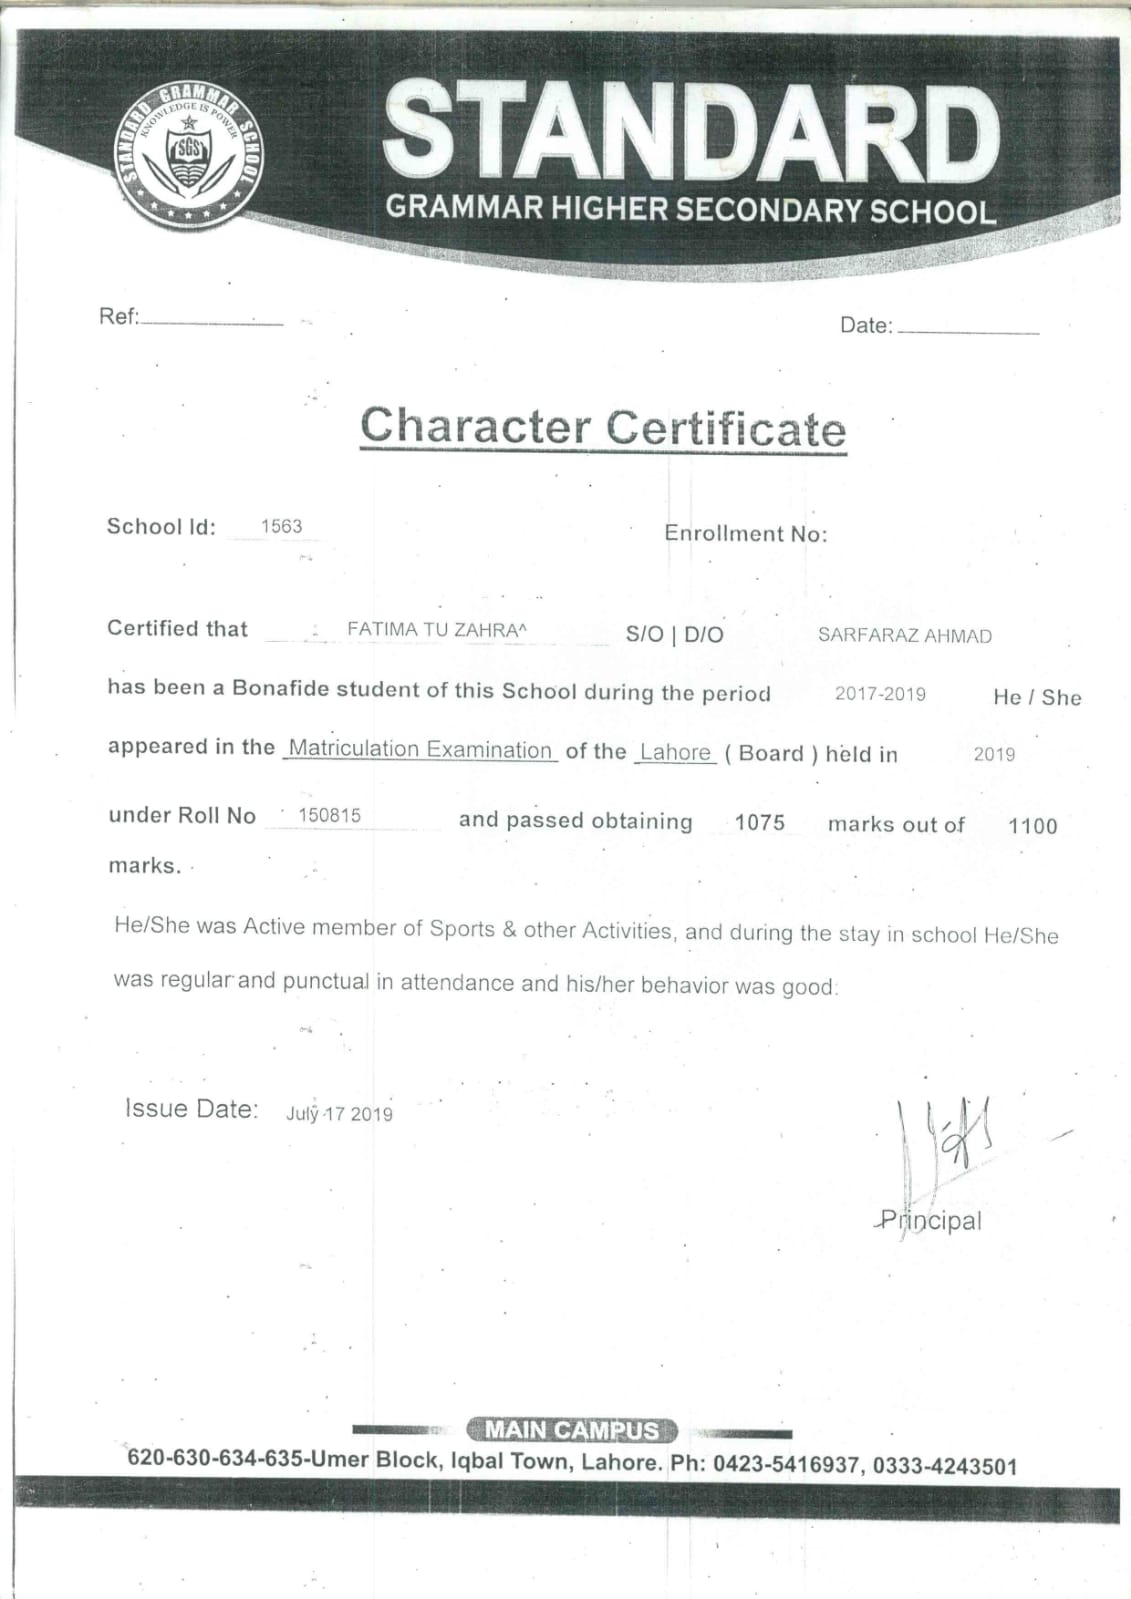 STANDARD GRAMMAR SCHOOL
KNOWLEDGE IS POWER
SGS
STANDARD
GRAMMAR HIGHER SECONDARY SCHOOL
Ref:
Date:
Character Certificate
School Id: 1563
Enrollment No:
Certified that FATIMA TU ZAHRA^ S/O | D/O SARFARAZ AHMAD
has been a Bonafide student of this School during the period 2017-2019 He / She
appeared in the Matriculation Examination of the Lahore ( Board ) held in 2019
under Roll No 150815 and passed obtaining 1075 marks out of 1100
marks.
He/She was Active member of Sports & other Activities, and during the stay in school He/She
was regular and punctual in attendance and his/her behavior was good:
Issue Date: July 17 2019
Principal
MAIN CAMPUS
620-630-634-635-Umer Block, Iqbal Town, Lahore. Ph: 0423-5416937, 0333-4243501